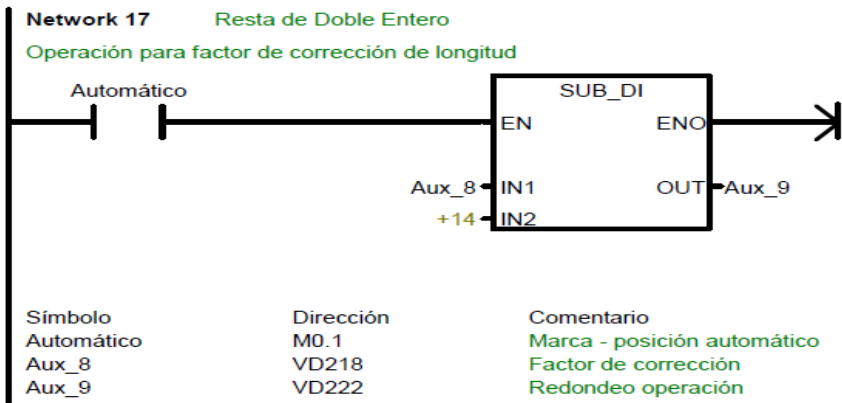 Network 17 Resta de Doble Entero
Operación para factor de corrección de longitud
Automático
SUB_DI
EN ENO
Aux_8 IN1 OUT Aux_9
+14 IN2
Símbolo Dirección Comentario
Automático M0.1 Marca - posición automático
Aux_8 VD218 Factor de corrección
Aux_9 VD222 Redondeo operación